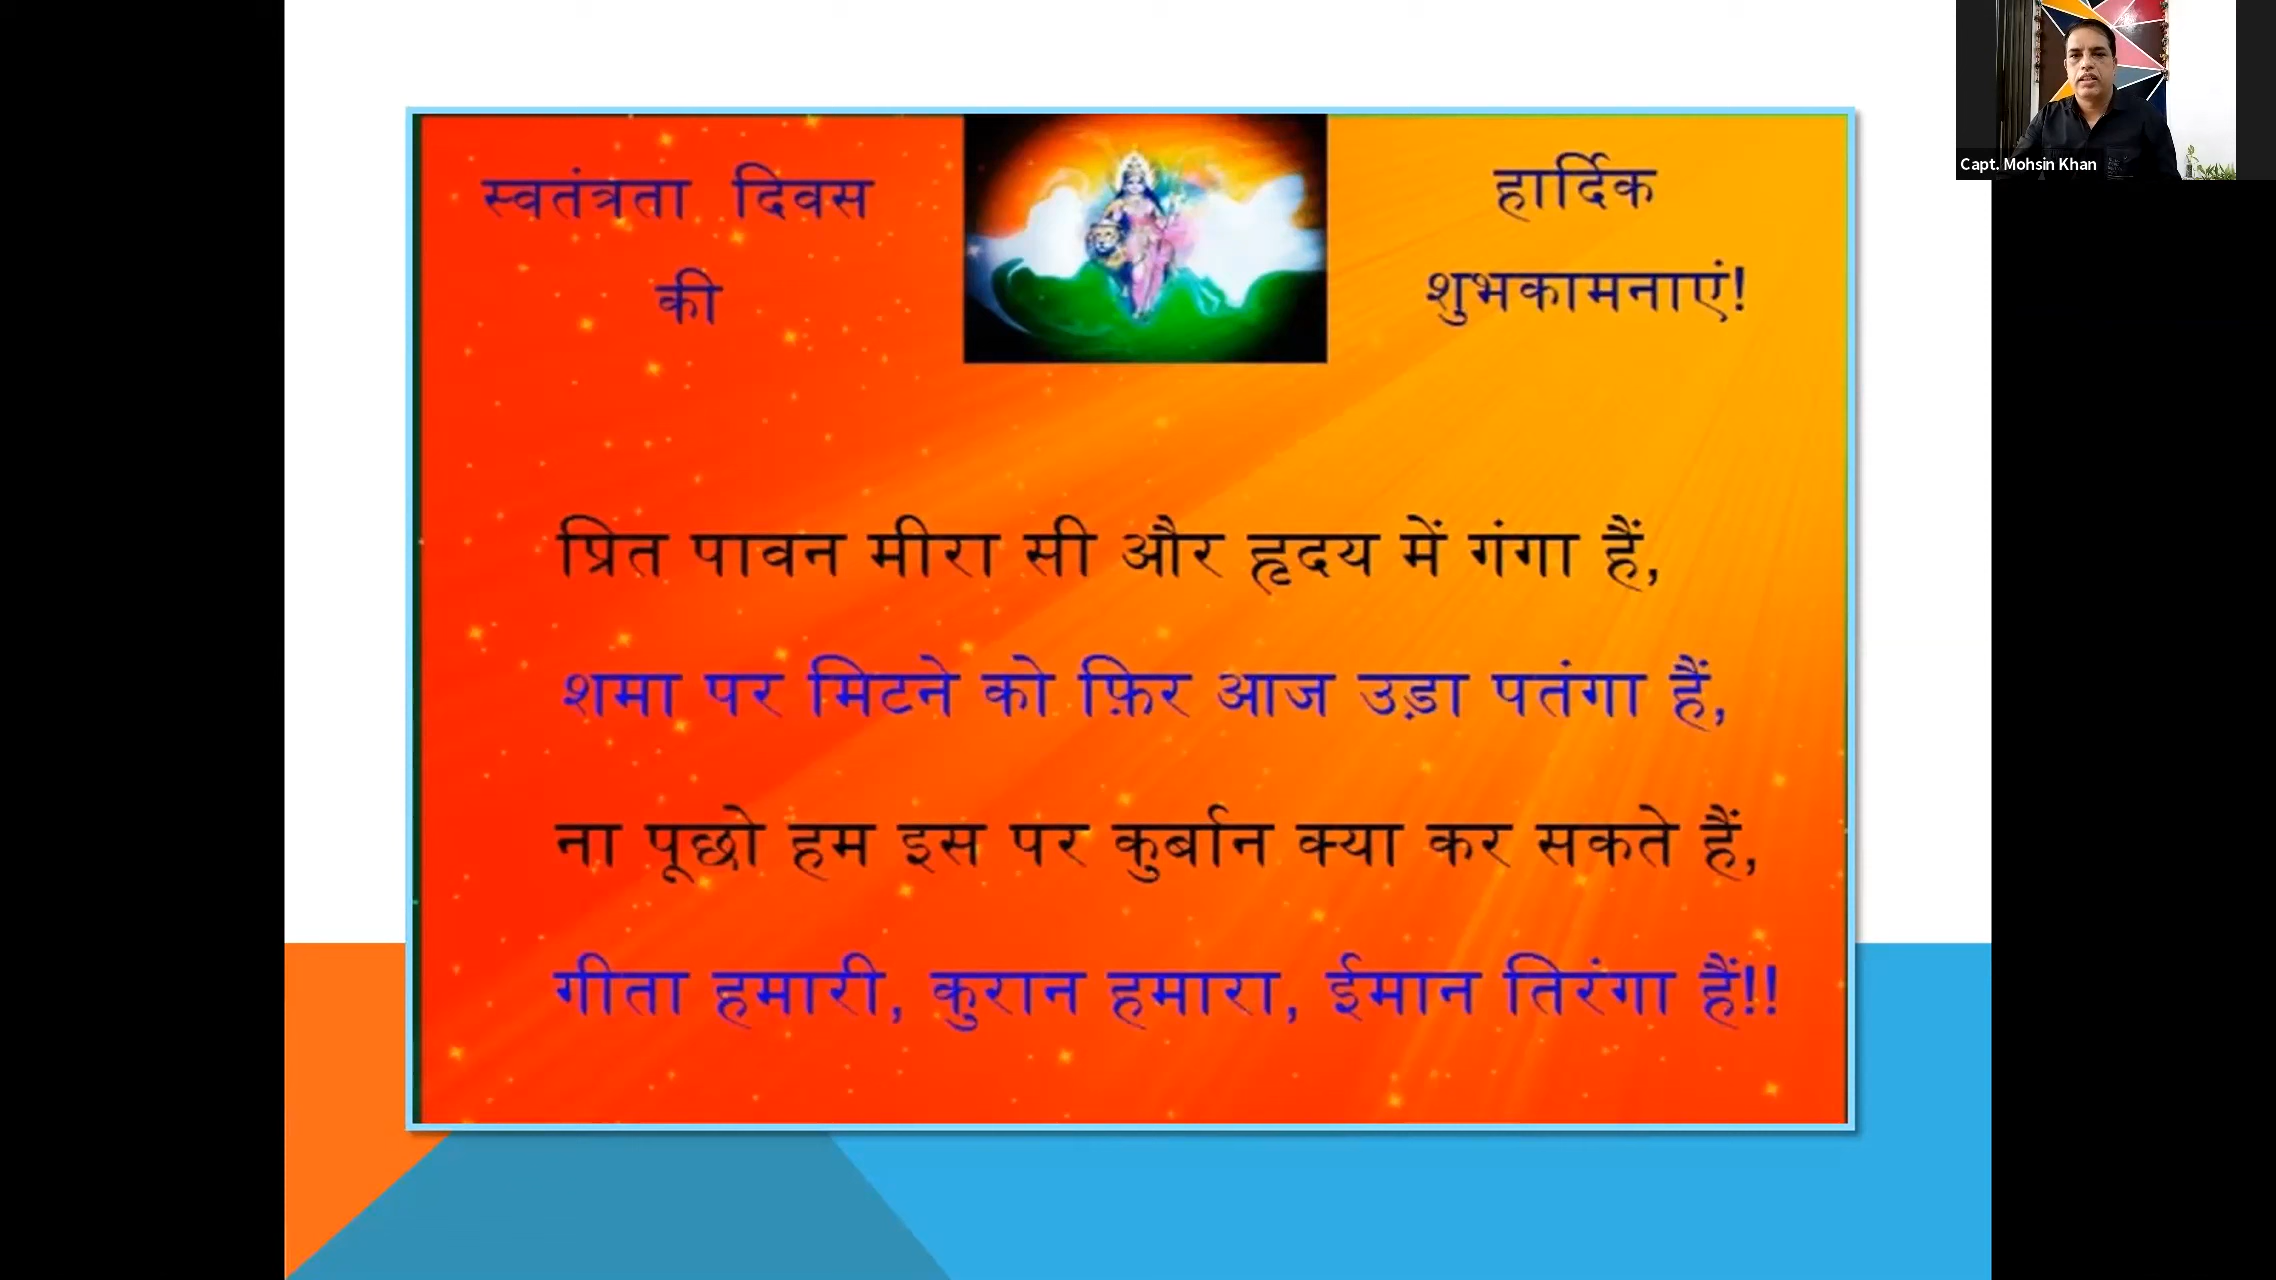 स्वतंत्रता दिवस
की
हार्दिक
शुभकामनाएं!
प्रित पावन मीरा सी और हृदय में गंगा हैं,
शमा पर मिटने को फ़िर आज उड़ा पतंगा हैं,
ना पूछो हम इस पर कुर्बान क्या कर सकते हैं,
गीता हमारी, कुरान हमारा, ईमान तिरंगा हैं!!
Capt. Mohsin Khan